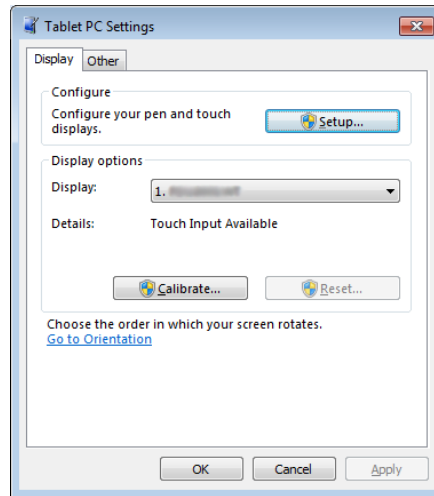 Tablet PC Settings
Display Other
Configure
Configure your pen and touch
displays.
Setup...
Display options
Display:
1.
Details: Touch Input Available
Calibrate... Reset...
Choose the order in which your screen rotates.
Go to Orientation
OK Cancel Apply